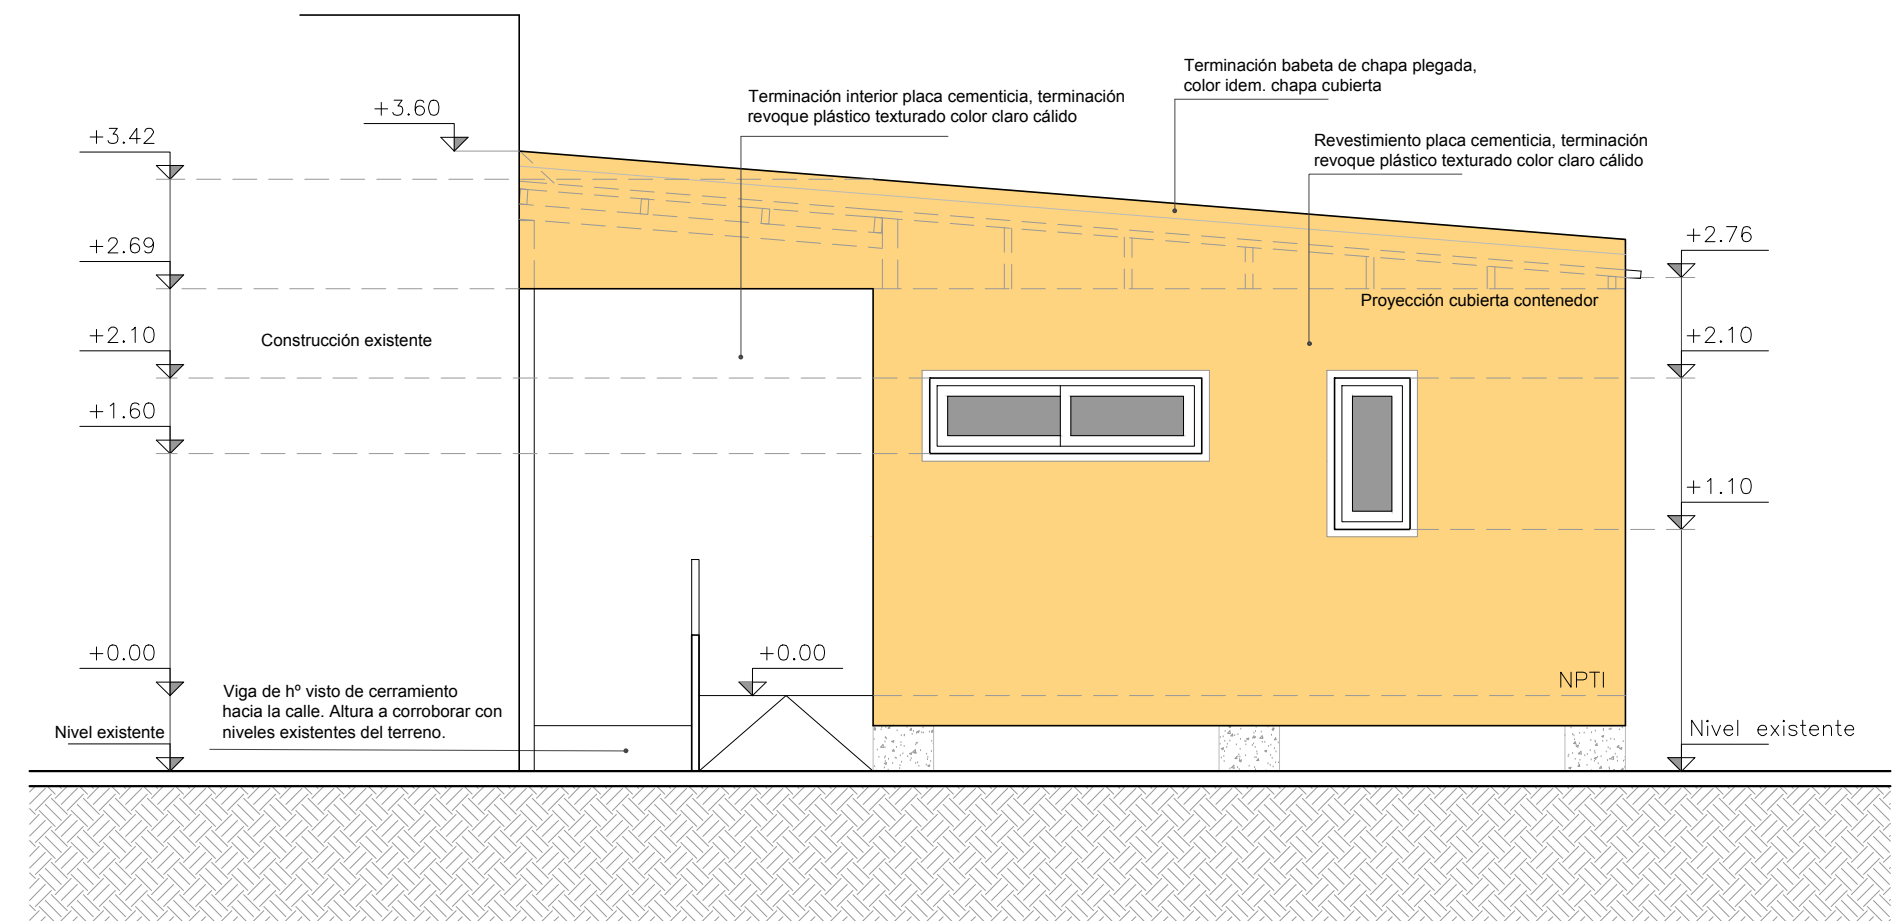 Terminación babeta de chapa plegada,
color idem. chapa cubierta
Terminación interior placa cementicia, terminación
revoque plástico texturado color claro cálido
Revestimiento placa cementicia, terminación
revoque plástico texturado color claro cálido
+3.60
+3.42
+2.69
+2.76
Proyección cubierta contenedor
+2.10
Construcción existente
+2.10
+1.60
+1.10
+0.00
+0.00
NPTI
Viga de hº visto de cerramiento
hacia la calle. Altura a corroborar con
niveles existentes del terreno.
Nivel existente
Nivel existente